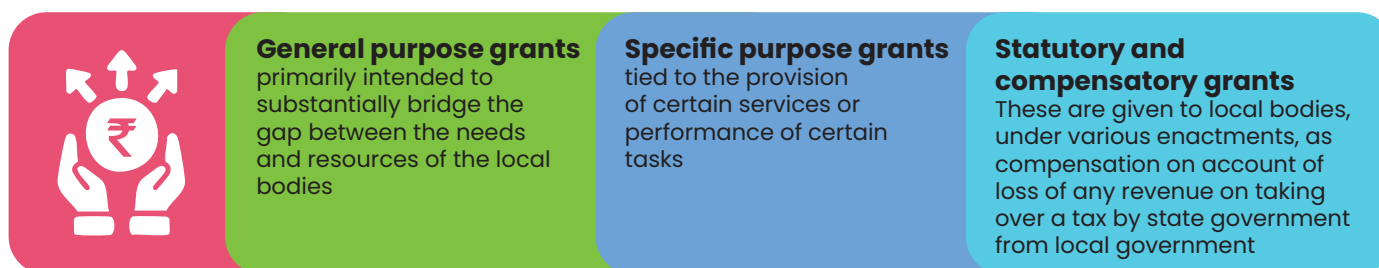 ₹
General purpose grants
primarily intended to
substantially bridge the
gap between the needs
and resources of the local
bodies
Specific purpose grants
tied to the provision
of certain services or
performance of certain
tasks
Statutory and
compensatory grants
These are given to local bodies,
under various enactments, as
compensation on account of
loss of any revenue on taking
over a tax by state government
from local government